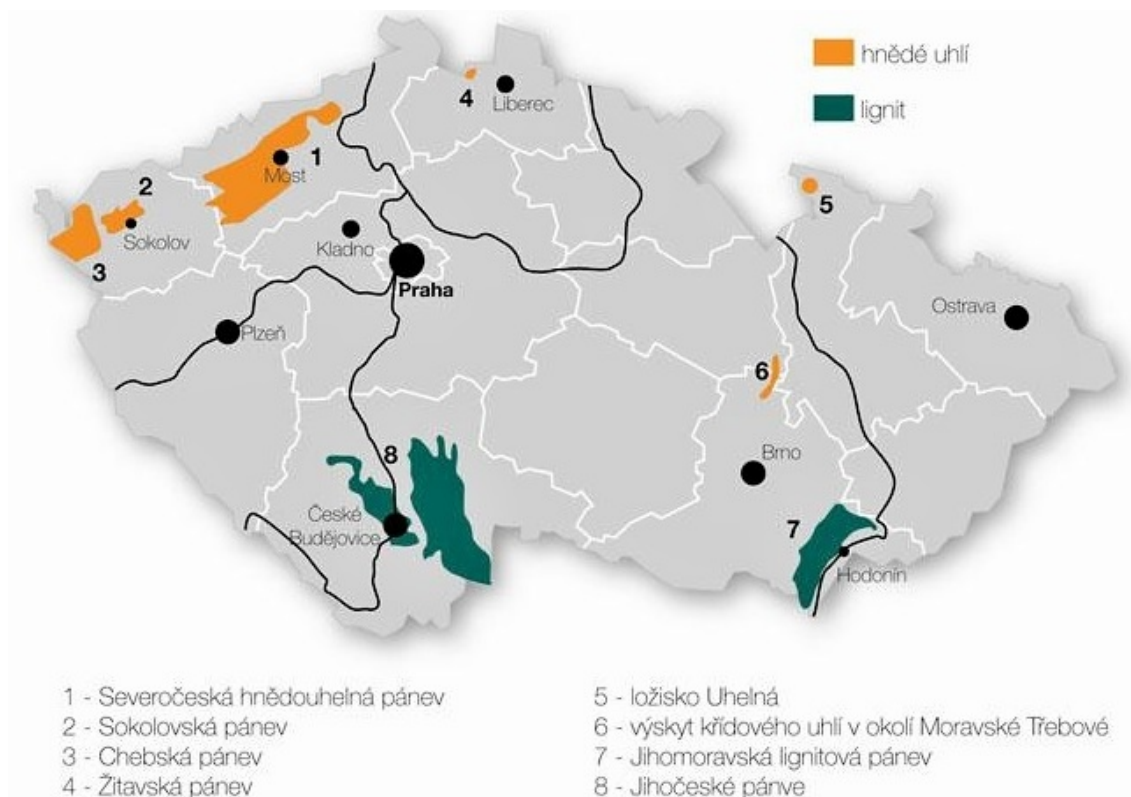 hnědé uhlí
lignit
4
Liberec
1
Most
2
Sokolov
3
5
Kladno
Praha
Plzeň
Ostrava
6
Brno
8
České
Budějovice
7
Hodonín
1 - Severočeská hnědouhelná pánev
2 - Sokolovská pánev
3 - Chebská pánev
4 - Žitavská pánev
5 - ložisko Uhelná
6 - výskyt křídového uhlí v okolí Moravské Třebové
7 - Jihomoravská lignitová pánev
8 - Jihočeské pánve